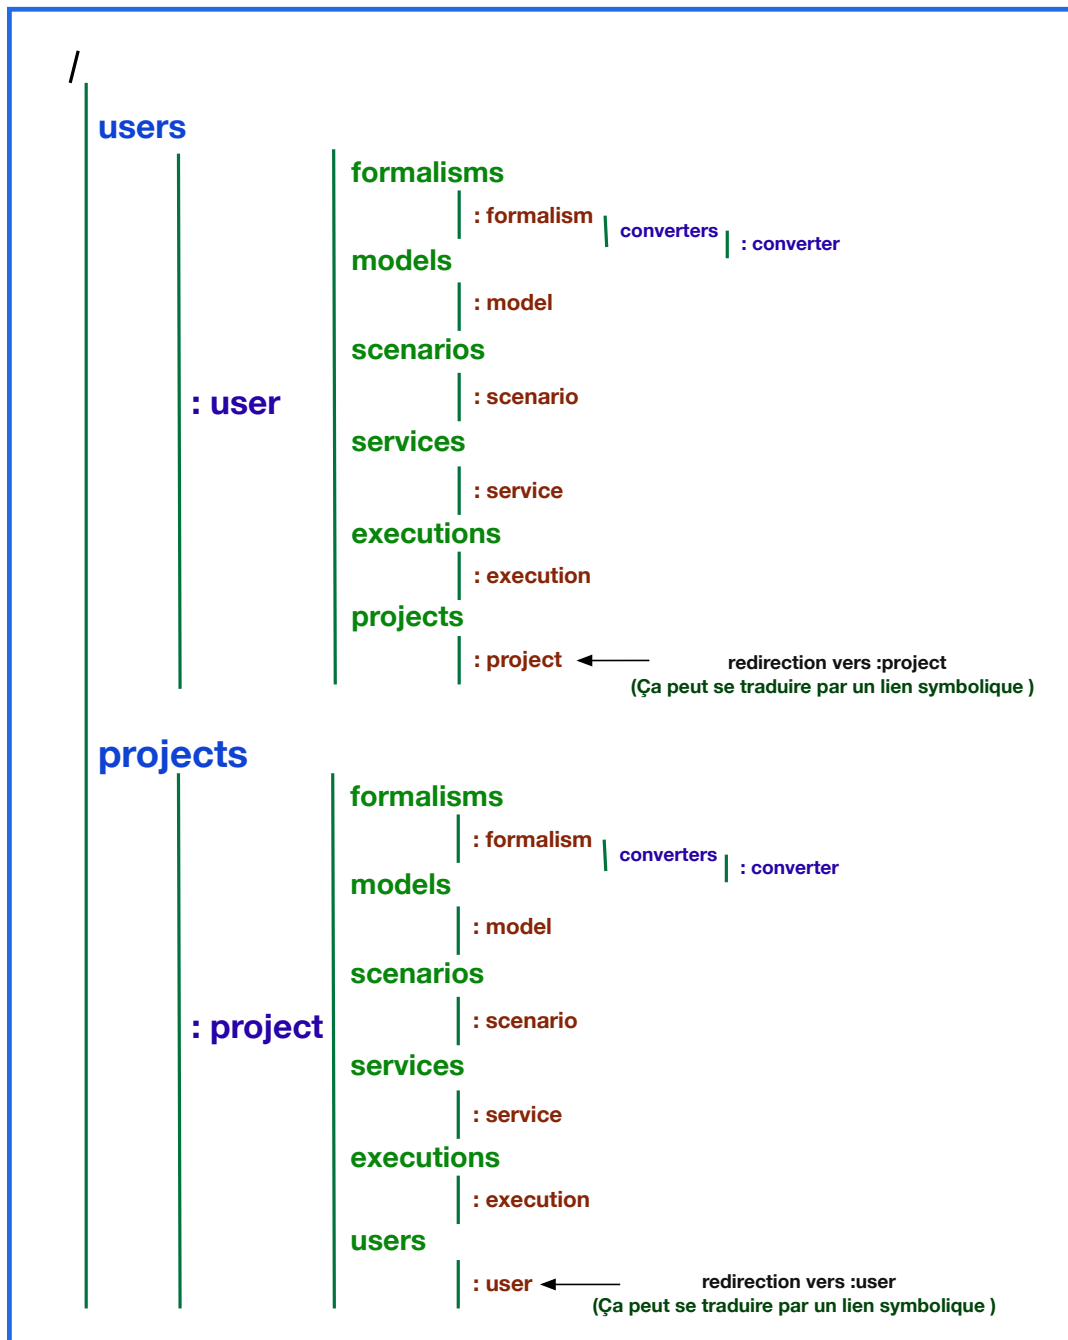 /
users
formalisms
: formalism
converters
: converter
models
: model
scenarios
: scenario
: user
services
: service
executions
: execution
projects
: project
redirection vers :project
(Ça peut se traduire par un lien symbolique )
projects
formalisms
: formalism
converters
: converter
models
: model
scenarios
: scenario
: project
services
: service
executions
: execution
users
: user
redirection vers :user
(Ça peut se traduire par un lien symbolique )